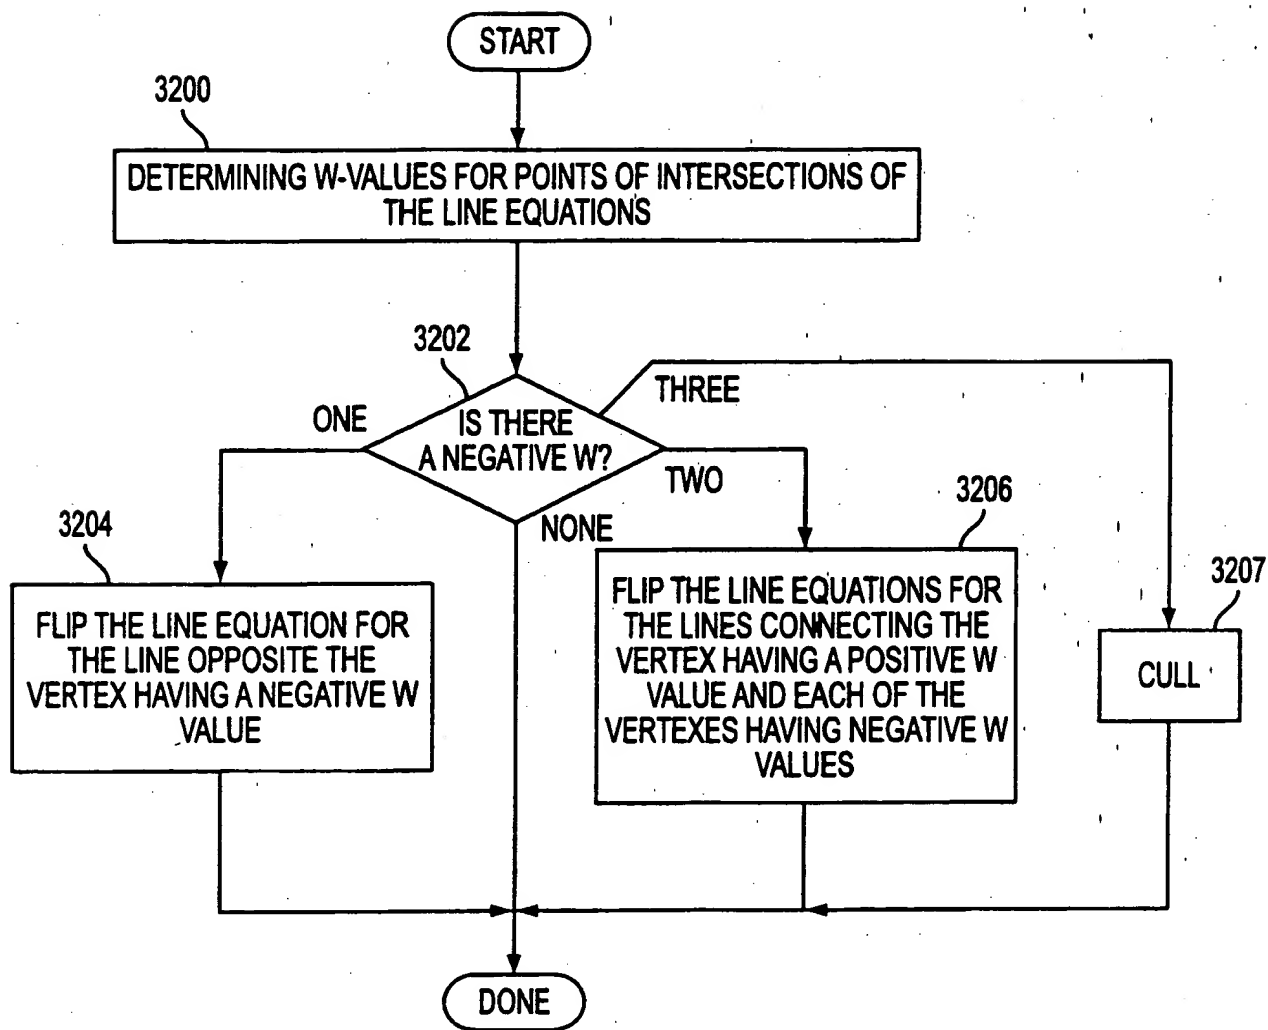 START
3200
DETERMINING W-VALUES FOR POINTS OF INTERSECTIONS OF
THE LINE EQUATIONS
3202
IS THERE
A NEGATIVE W?
ONE
THREE
TWO
NONE
3204
FLIP THE LINE EQUATION FOR
THE LINE OPPOSITE THE
VERTEX HAVING A NEGATIVE W
VALUE
3206
FLIP THE LINE EQUATIONS FOR
THE LINES CONNECTING THE
VERTEX HAVING A POSITIVE W
VALUE AND EACH OF THE
VERTEXES HAVING NEGATIVE W
VALUES
3207
CULL
DONE